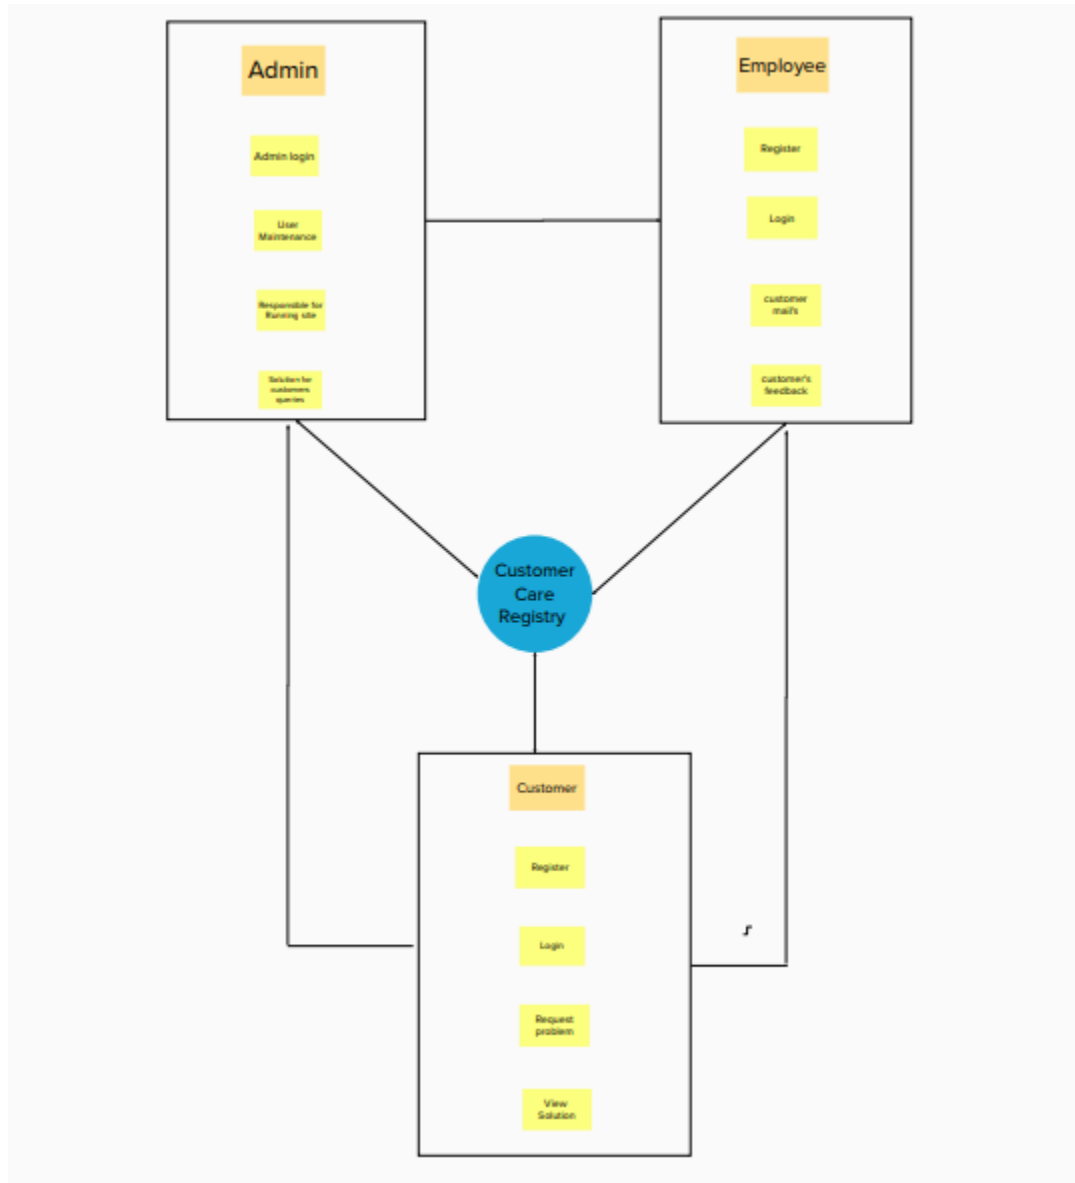 Admin
Admin login
User
Maintenance
Responsible for
Running site
Solution for
customers
queries
Employee
Register
Login
customer
mail's
customer's
feedback
Customer
Care
Registry
Customer
Register
Login
Request
problem
View
Solution